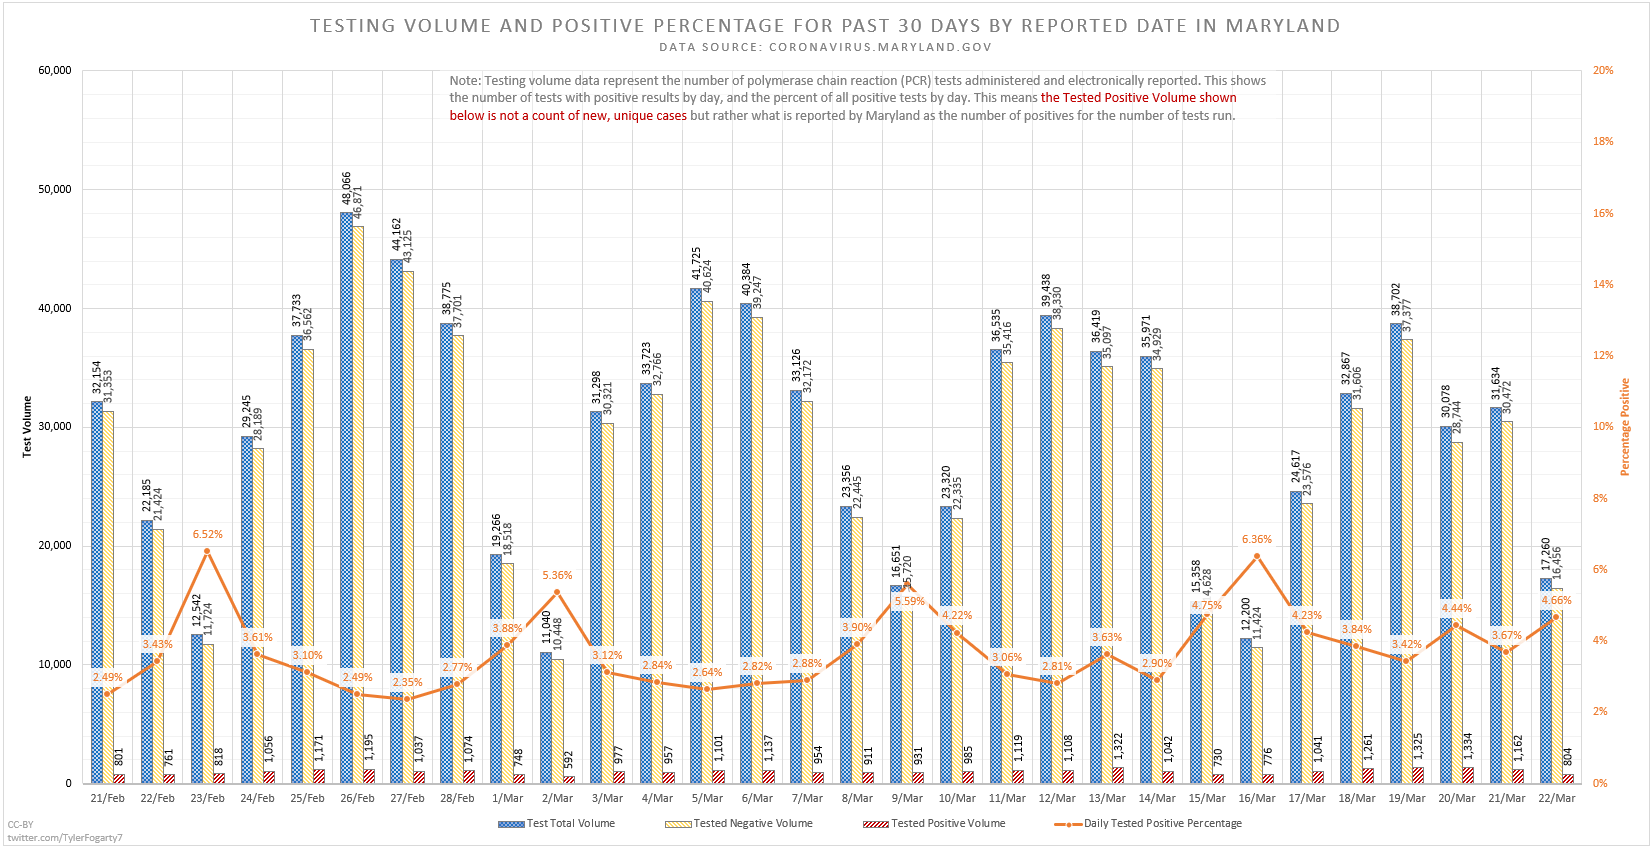 TESTING VOLUME AND POSITIVE PERCENTAGE FOR PAST 30 DAYS BY REPORTED DATE IN MARYLAND
DATA SOURCE: CORONAVIRUS.MARYLAND.GOV
Note: Testing volume data represent the number of polymerase chain reaction (PCR) tests administered and electronically reported. This shows
the number of tests with positive results by day, and the percent of all positive tests by day. This means the Tested Positive Volume shown
below is not a count of new, unique cases but rather what is reported by Maryland as the number of positives for the number of tests run.
60,000
50,000
40,000
30,000
20,000
10,000
0
Test Volume
20%
18%
16%
14%
12%
10%
8%
6%
4%
2%
0%
Percentage Positive
32,154 31,353 2.49% 801
22,185 21,424 3.43% 761
12,542 11,724 6.52% 818
29,245 28,189 3.61% 1,056
37,733 36,562 3.10% 1,171
48,066 46,871 2.49% 1,195
44,162 43,125 2.35% 1,037
38,775 37,701 2.77% 1,074
19,266 18,518 3.88% 748
11,040 10,448 5.36% 592
31,298 30,321 3.12% 977
33,723 32,766 2.84% 957
41,725 40,624 2.64% 1,101
40,384 39,247 2.82% 1,137
33,126 32,172 2.88% 954
23,356 22,445 3.90% 911
16,651 15,720 5.59% 931
23,320 22,335 4.22% 985
36,535 35,416 3.06% 1,119
39,438 38,330 2.81% 1,108
36,419 35,097 3.63% 1,322
35,971 34,929 2.90% 1,042
15,358 14,628 4.75% 730
12,200 11,424 6.36% 776
24,617 23,576 4.23% 1,041
32,867 31,606 3.84% 1,261
38,702 37,377 3.42% 1,325
30,078 28,744 4.44% 1,334
31,634 30,472 3.67% 1,162
17,260 16,456 4.66% 804
21/Feb 22/Feb 23/Feb 24/Feb 25/Feb 26/Feb 27/Feb 28/Feb 1/Mar 2/Mar 3/Mar 4/Mar 5/Mar 6/Mar 7/Mar 8/Mar 9/Mar 10/Mar 11/Mar 12/Mar 13/Mar 14/Mar 15/Mar 16/Mar 17/Mar 18/Mar 19/Mar 20/Mar 21/Mar 22/Mar
Test Total Volume Tested Negative Volume Tested Positive Volume Daily Tested Positive Percentage
CC-BY
twitter.com/TylerFogarty7